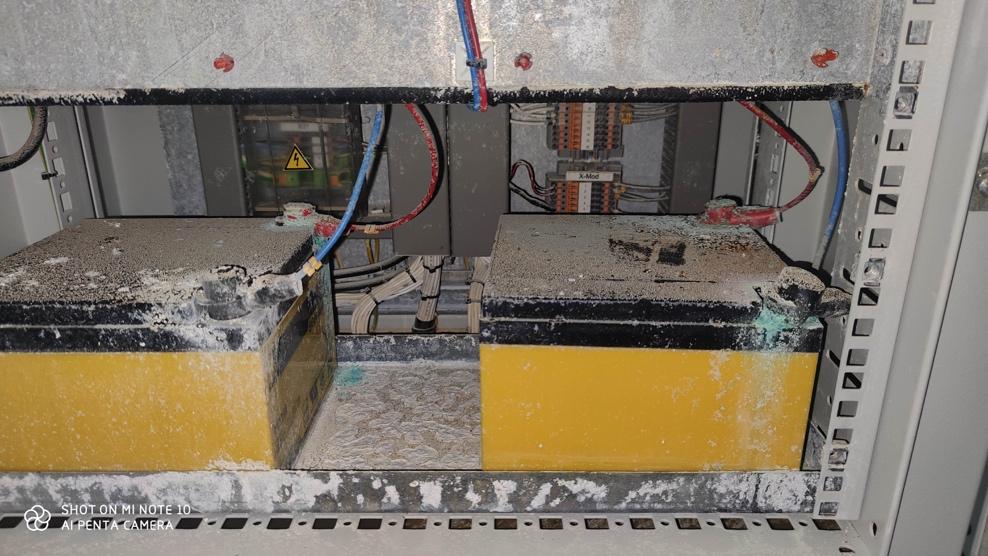 X-Mod
SHOT ON MI NOTE 10
AI PENTA CAMERA